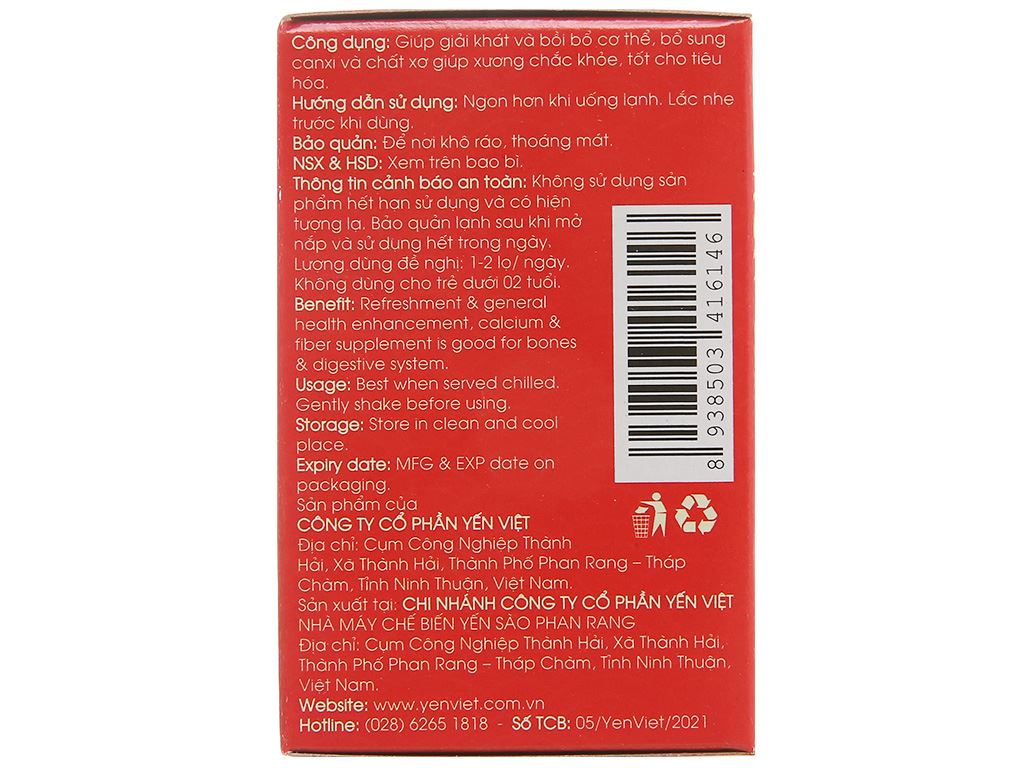 Công dụng: Giúp giải khát và bồi bổ cơ thể, bổ sung
canxi và chất xơ giúp xương chắc khỏe, tốt cho tiêu
hóa.
Hướng dẫn sử dụng: Ngon hơn khi uống lạnh. Lắc nhẹ
trước khi dùng.
Bảo quản: Để nơi khô ráo, thoáng mát.
NSX & HSD: Xem trên bao bì.
Thông tin cảnh báo an toàn: Không sử dụng sản
phẩm hết hạn sử dụng và có hiện
tượng lạ. Bảo quản lạnh sau khi mở
nắp và sử dụng hết trong ngày.
Lượng dùng đề nghị: 1-2 lọ/ ngày.
Không dùng cho trẻ dưới 02 tuổi.
Benefit: Refreshment & general
health enhancement, calcium &
fiber supplement is good for bones
& digestive system.
Usage: Best when served chilled.
Gently shake before using.
Storage: Store in clean and cool
place.
Expiry date: MFG & EXP date on
packaging.
Sản phẩm của
CÔNG TY CỔ PHẦN YẾN VIỆT
Địa chỉ: Cụm Công Nghiệp Thành
Hải, Xã Thành Hải, Thành Phố Phan Rang – Tháp
Chàm, Tỉnh Ninh Thuận, Việt Nam.
Sản xuất tại: CHI NHÁNH CÔNG TY CỔ PHẦN YẾN VIỆT
NHÀ MÁY CHẾ BIẾN YẾN SÀO PHAN RANG
Địa chỉ: Cụm Công Nghiệp Thành Hải, Xã Thành Hải,
Thành Phố Phan Rang – Tháp Chàm, Tỉnh Ninh Thuận,
Việt Nam.
Website: www.yenviet.com.vn
Hotline: (028) 6265 1818 - Số TCB: 05/YenViet/2021
8 938503 416146